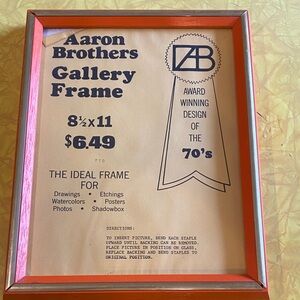 Aaron
Brothers
Gallery
Frame
8½x11
$6.49
THE IDEAL FRAME
FOR
Drawings • Etchings
Watercolors • Posters
Photos • Shadowbox
AB
AWARD
WINNING
DESIGN
OF
THE
70's
DIRECTIONS:
TO INSERT PICTURE, BEND EACH STAPLE
UPWARD UNTIL BACKING CAN BE REMOVED.
PLACE PICTURE IN POSITION ON GLASS,
REPLACE BACKING AND BEND STAPLES TO
ORIGINAL POSITION.